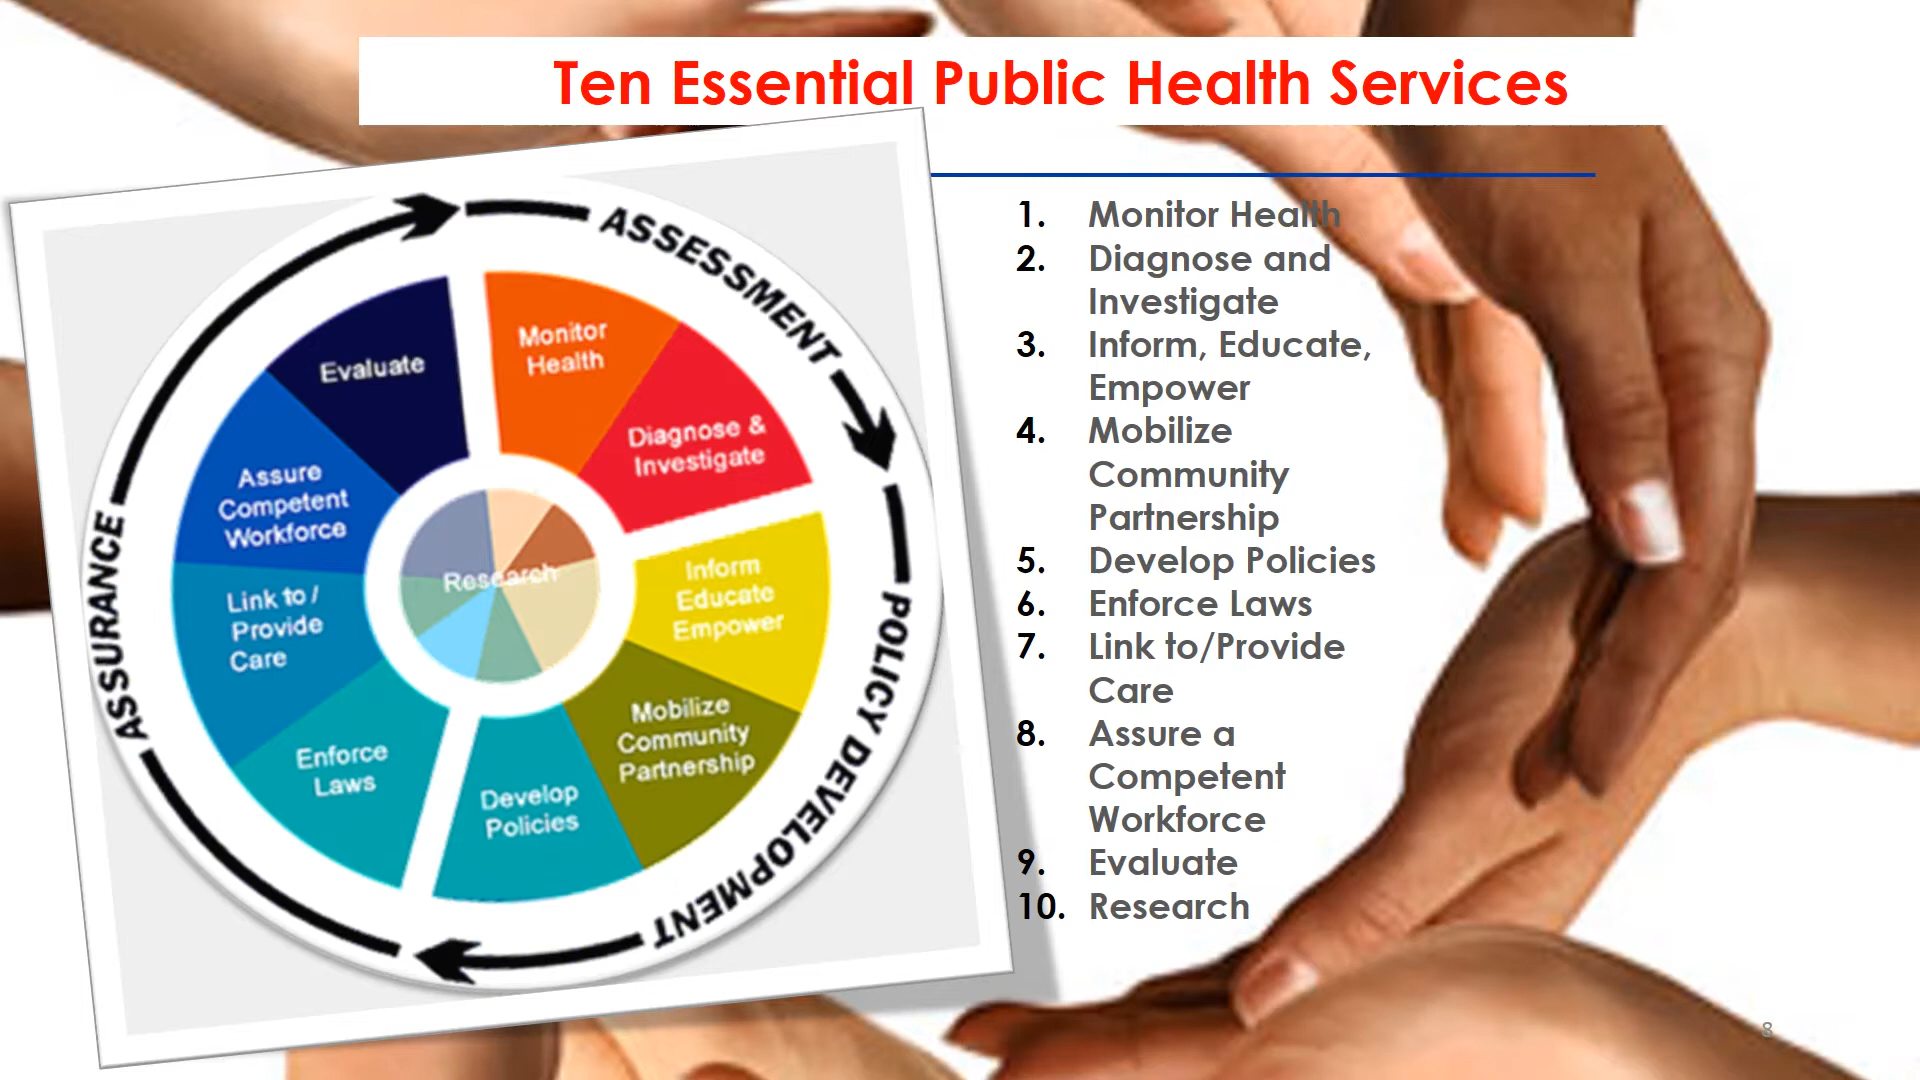 Ten Essential Public Health Services
ASSESSMENT
POLICY DEVELOPMENT
ASSURANCE
Monitor
Health
Diagnose &
Investigate
Inform
Educate
Empower
Mobilize
Community
Partnership
Develop
Policies
Enforce
Laws
Link to /
Provide
Care
Assure
Competent
Workforce
Evaluate
Research
1. Monitor Health
2. Diagnose and
Investigate
3. Inform, Educate,
Empower
4. Mobilize
Community
Partnership
5. Develop Policies
6. Enforce Laws
7. Link to/Provide
Care
8. Assure a
Competent
Workforce
9. Evaluate
10. Research
8